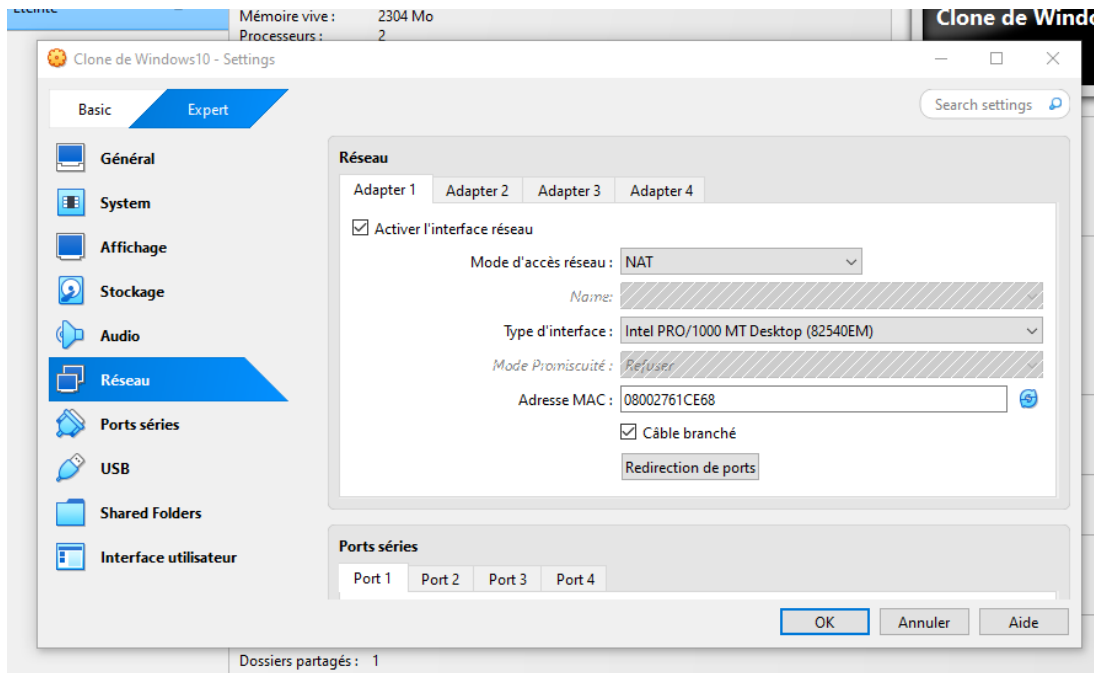 Mémoire vive : 2304 Mo
Processeurs : 2
Clone de Windo
Clone de Windows10 - Settings
Basic Expert
Search settings
Général
System
Affichage
Stockage
Audio
Réseau
Ports séries
USB
Shared Folders
Interface utilisateur
Réseau
Adapter 1 Adapter 2 Adapter 3 Adapter 4
Activer l'interface réseau
Mode d'accès réseau : NAT
Name:
Type d'interface : Intel PRO/1000 MT Desktop (82540EM)
Mode Promiscuité : Refuser
Adresse MAC : 08002761CE68
Câble branché
Redirection de ports
Ports séries
Port 1 Port 2 Port 3 Port 4
OK Annuler Aide
Dossiers partagés : 1